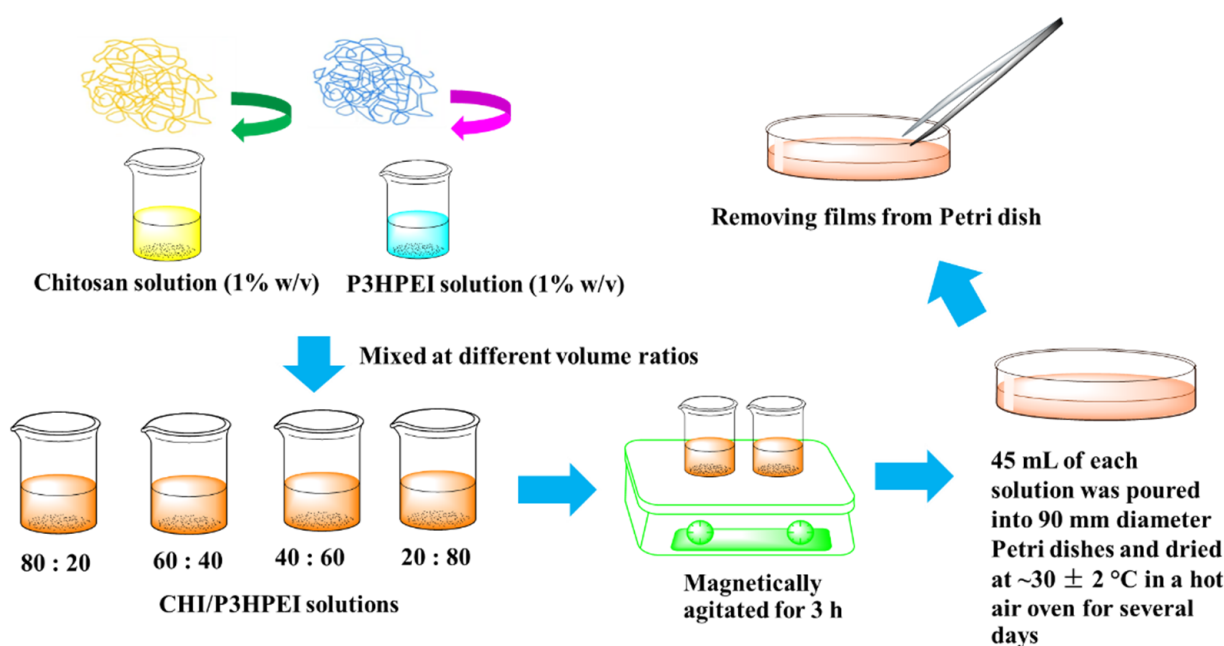 Chitosan solution (1% w/v)
P3HPEI solution (1% w/v)
Removing films from Petri dish
Mixed at different volume ratios
80 : 20
60 : 40
40 : 60
20 : 80
CHI/P3HPEI solutions
Magnetically
agitated for 3 h
45 mL of each
solution was poured
into 90 mm diameter
Petri dishes and dried
at ~30 ± 2 °C in a hot
air oven for several
days